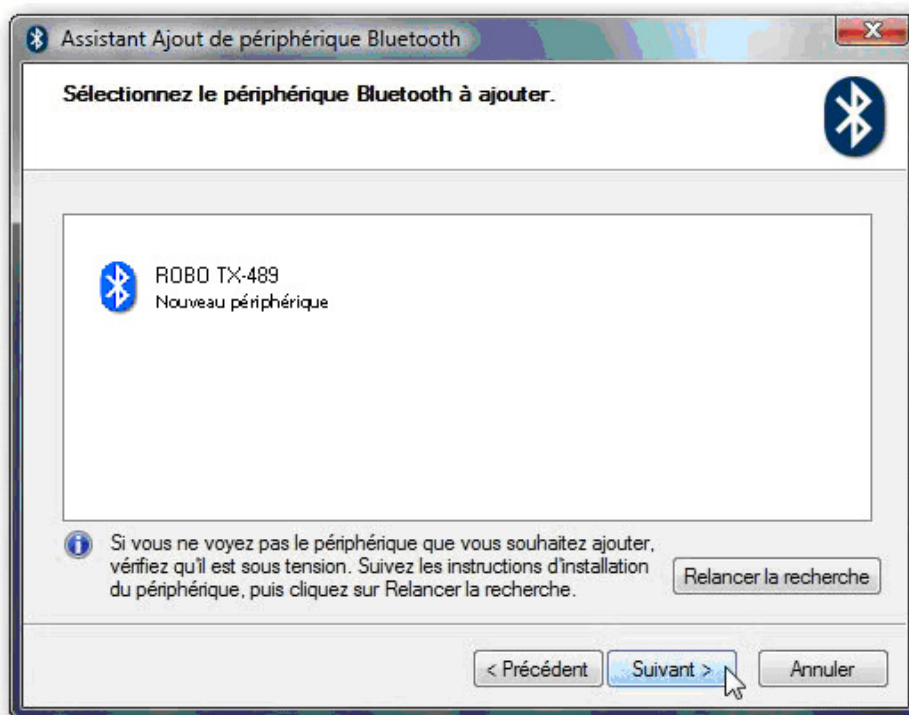 Assistant Ajout de périphérique Bluetooth
Sélectionnez le périphérique Bluetooth à ajouter.
ROBO TX-489
Nouveau périphérique
Si vous ne voyez pas le périphérique que vous souhaitez ajouter,
vérifiez qu'il est sous tension. Suivez les instructions d'installation
du périphérique, puis cliquez sur Relancer la recherche.
Relancer la recherche
< Précédent
Suivant >
Annuler